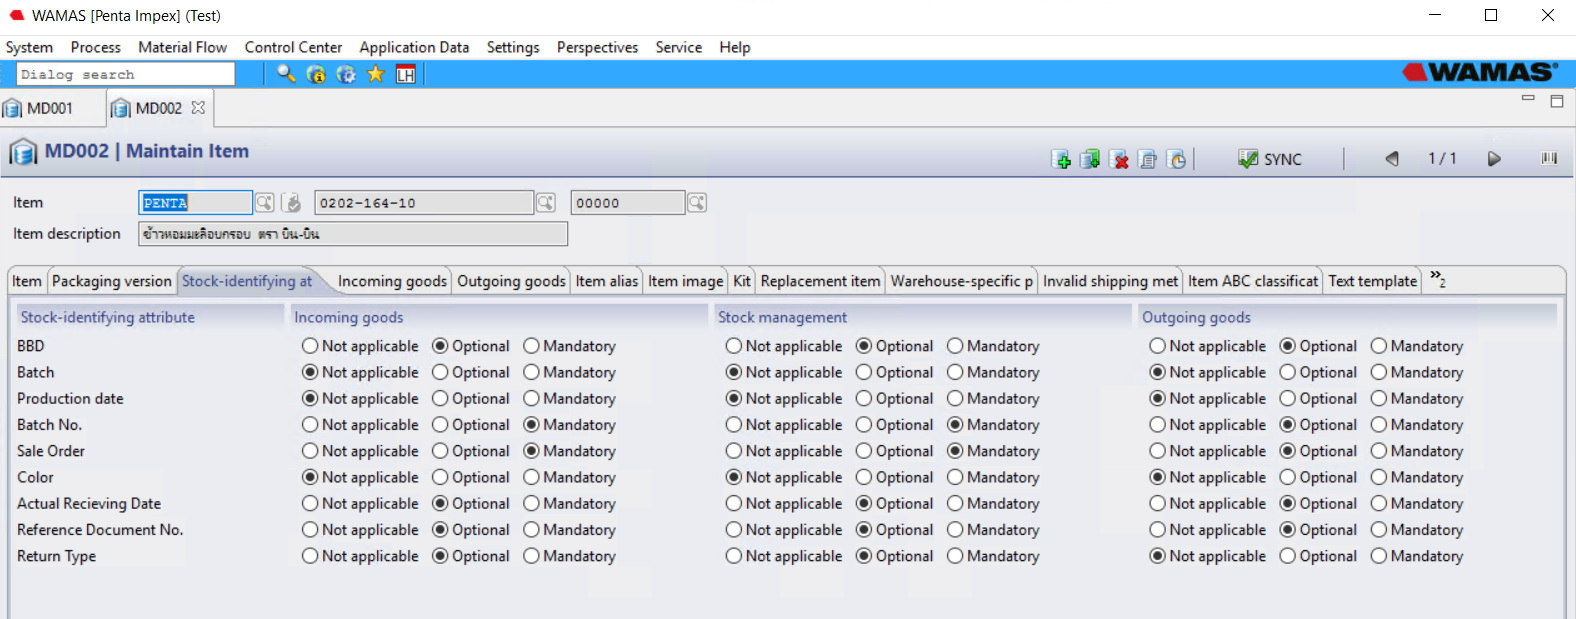 WAMAS [Penta Impex] (Test)
System Process Material Flow Control Center Application Data Settings Perspectives Service Help
Dialog search LH WAMAS®
MD001 MD002
MD002 | Maintain Item
SYNC 1 / 1
Item PENTA 0202-164-10 00000
Item description ข้าวหอมมะลิอบกรอบ ตรา บิน-บิน
Item Packaging version Stock-identifying at Incoming goods Outgoing goods Item alias Item image Kit Replacement item Warehouse-specific p Invalid shipping met Item ABC classificat Text template »2
Stock-identifying attribute Incoming goods Stock management Outgoing goods
BBD Not applicable Optional Mandatory Not applicable Optional Mandatory Not applicable Optional Mandatory
Batch Not applicable Optional Mandatory Not applicable Optional Mandatory Not applicable Optional Mandatory
Production date Not applicable Optional Mandatory Not applicable Optional Mandatory Not applicable Optional Mandatory
Batch No. Not applicable Optional Mandatory Not applicable Optional Mandatory Not applicable Optional Mandatory
Sale Order Not applicable Optional Mandatory Not applicable Optional Mandatory Not applicable Optional Mandatory
Color Not applicable Optional Mandatory Not applicable Optional Mandatory Not applicable Optional Mandatory
Actual Recieving Date Not applicable Optional Mandatory Not applicable Optional Mandatory Not applicable Optional Mandatory
Reference Document No. Not applicable Optional Mandatory Not applicable Optional Mandatory Not applicable Optional Mandatory
Return Type Not applicable Optional Mandatory Not applicable Optional Mandatory Not applicable Optional Mandatory